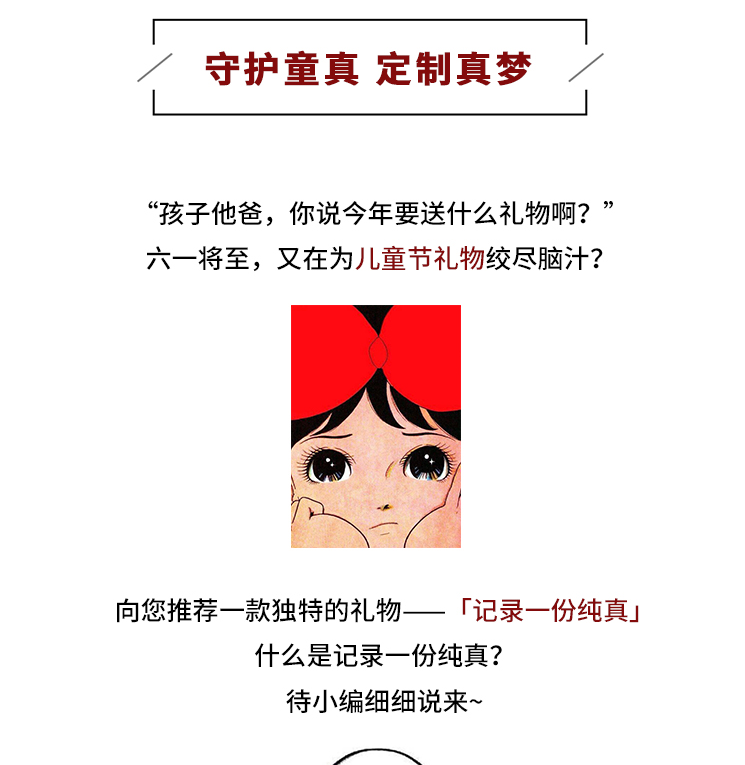 守护童真 定制真梦
“孩子他爸，你说今年要送什么礼物啊？”
六一将至，又在为儿童节礼物绞尽脑汁？
向您推荐一款独特的礼物——「记录一份纯真」
什么是记录一份纯真？
待小编细细说来~